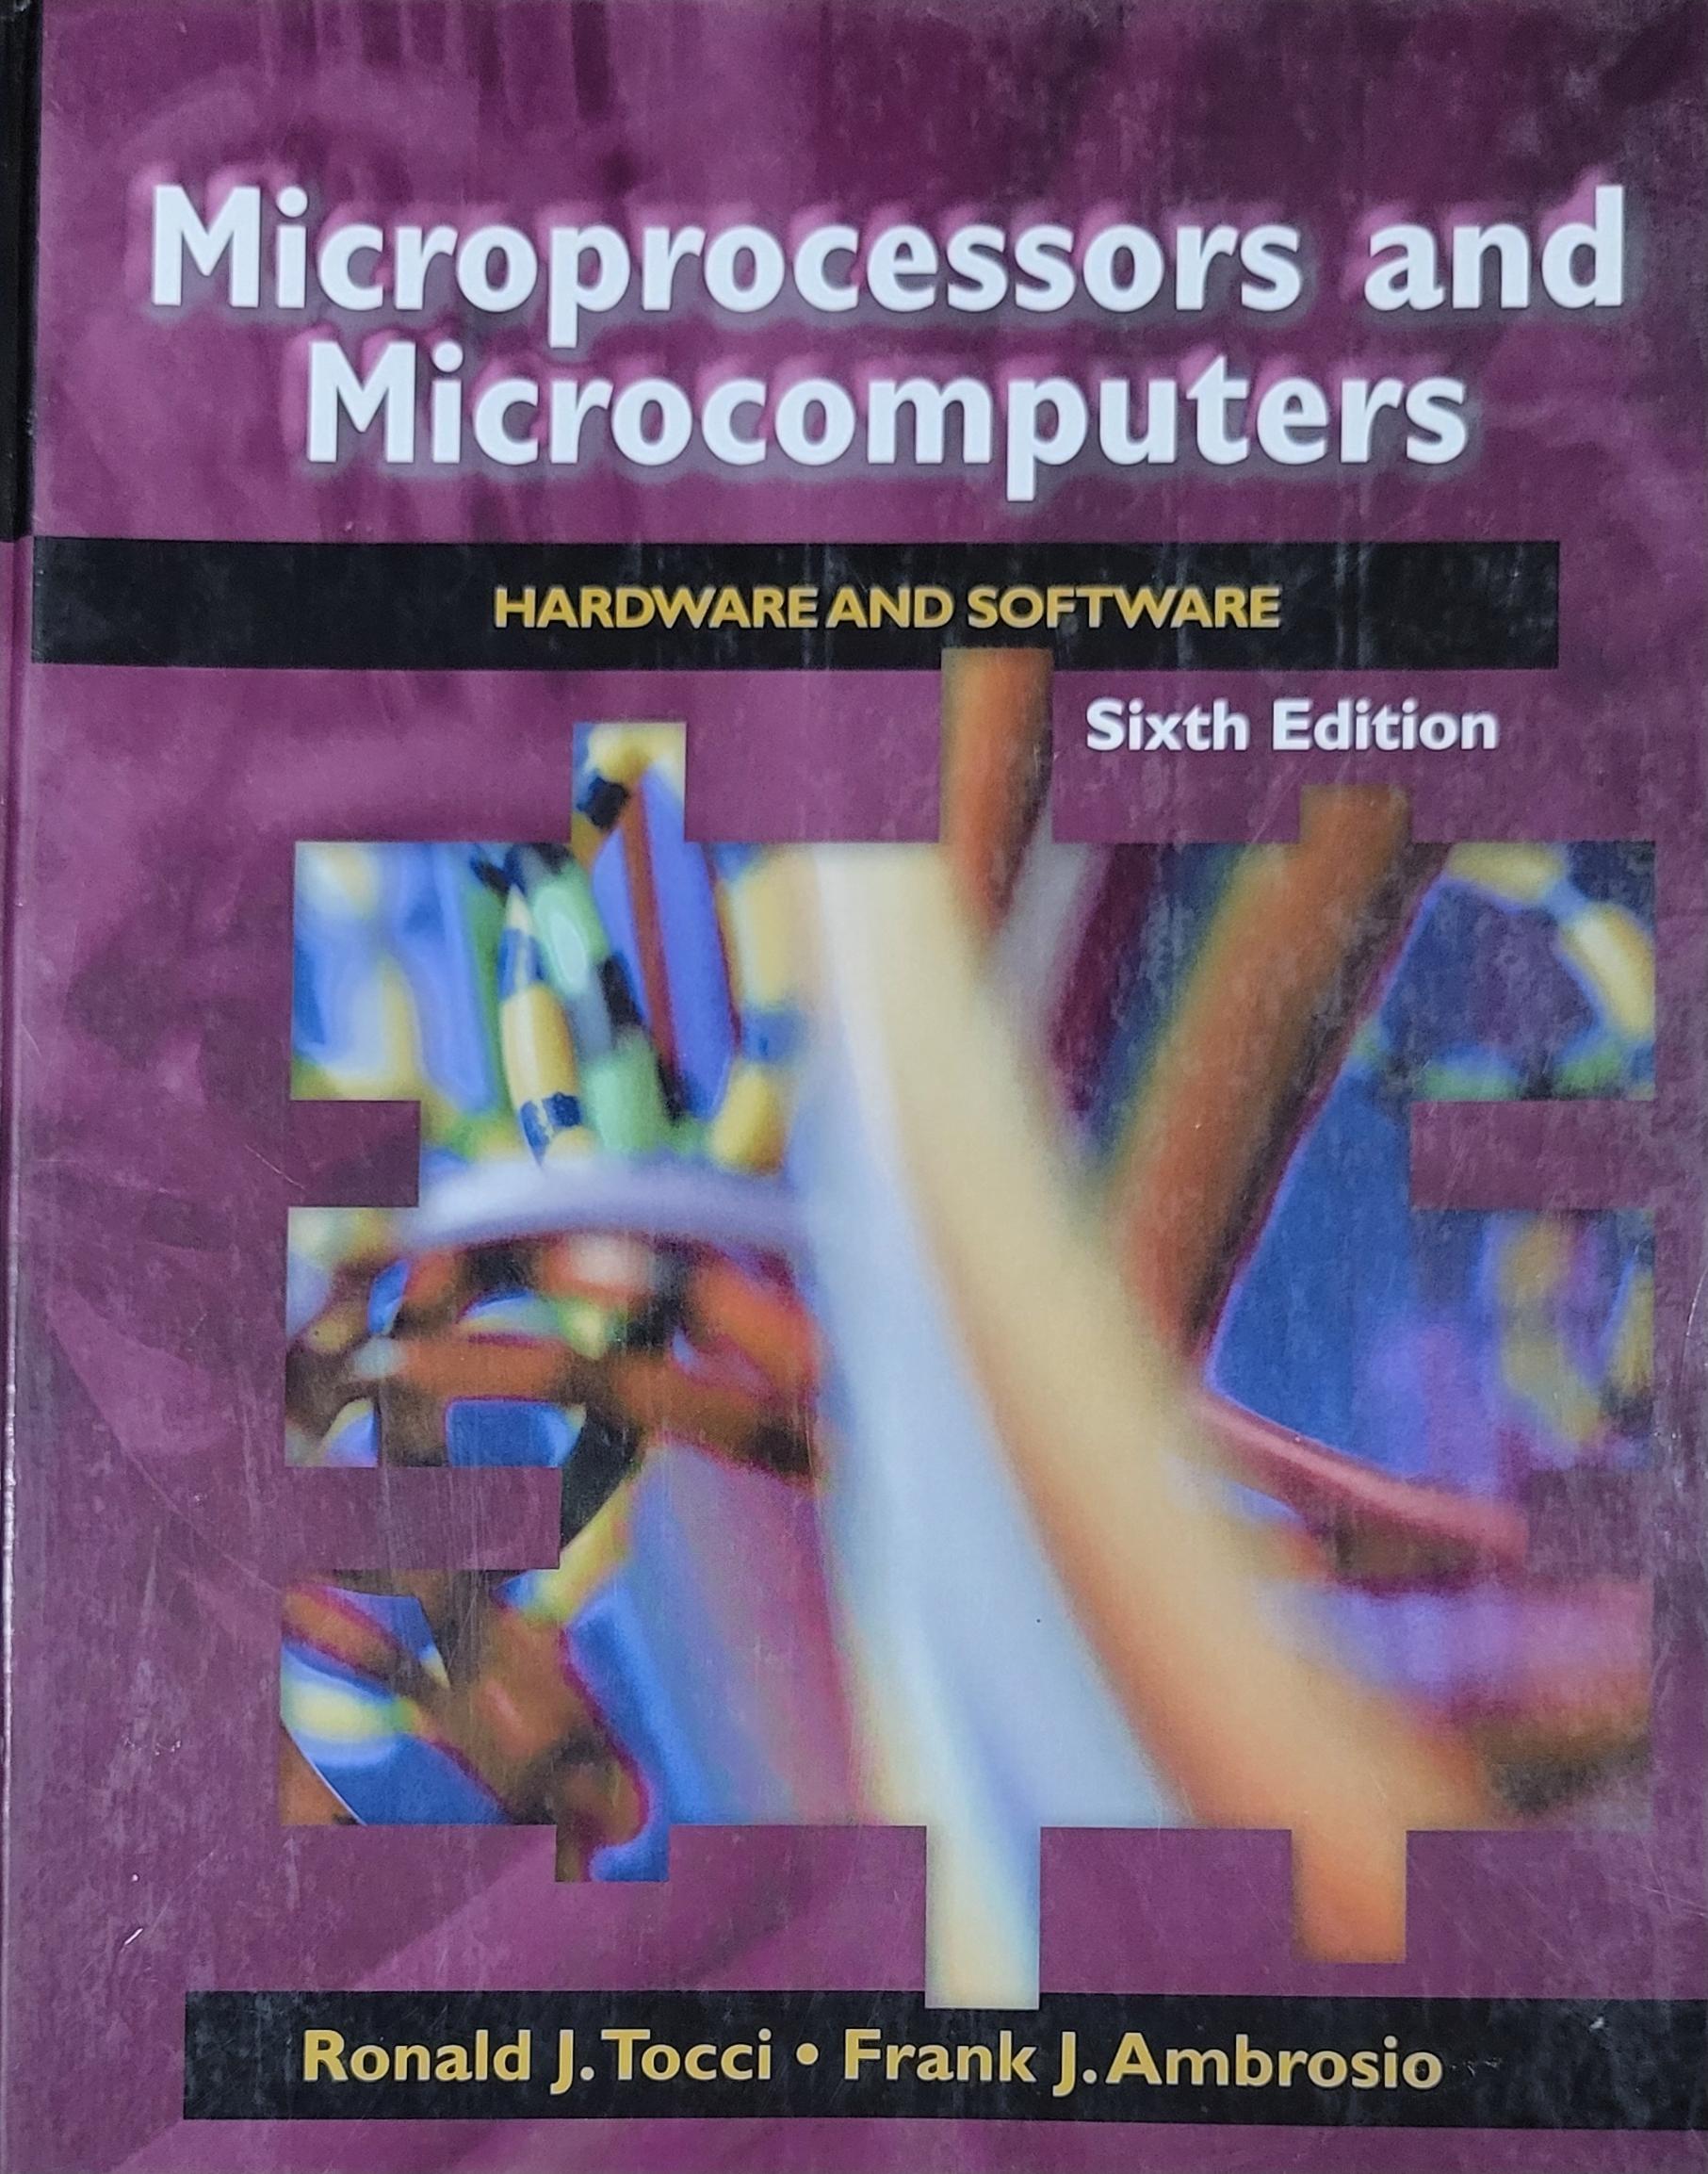 Microprocessors and
Microcomputers
HARDWARE AND SOFTWARE
Sixth Edition
Ronald J. Tocci • Frank J. Ambrosio